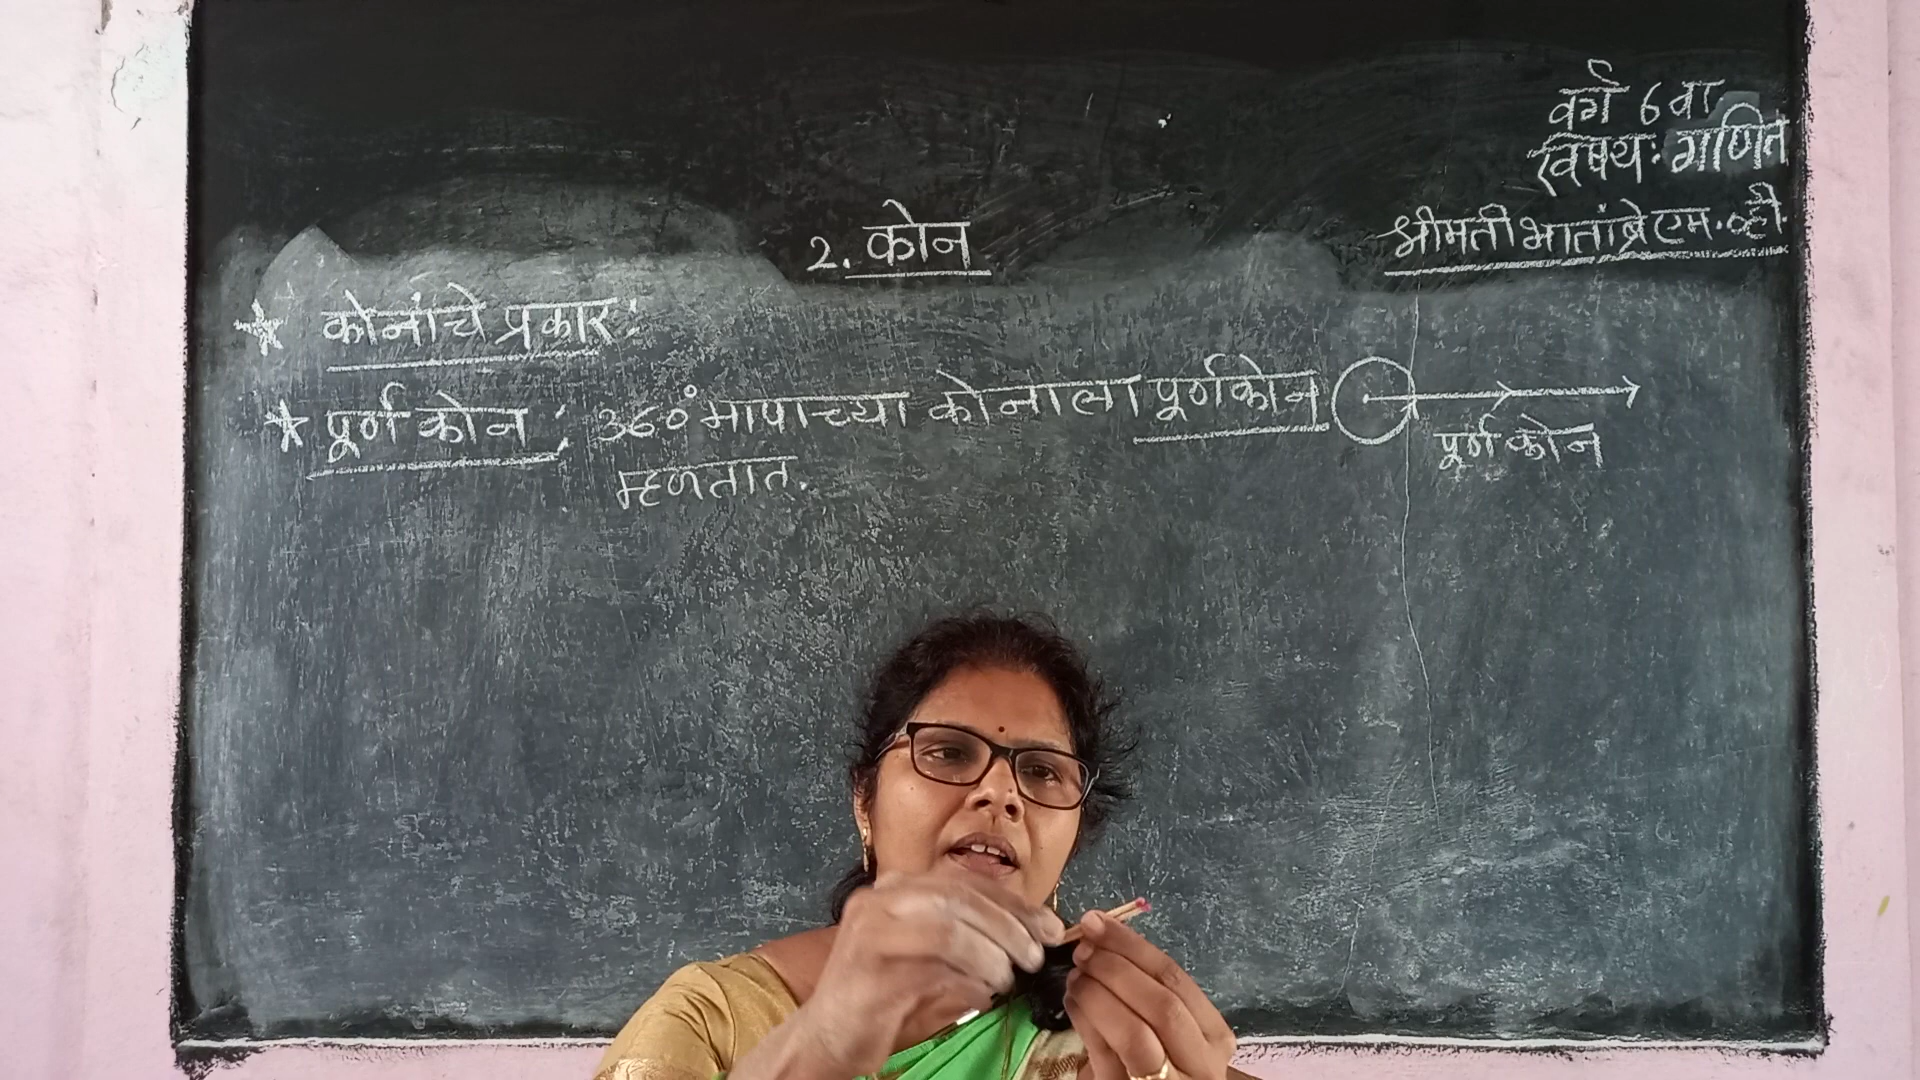 वर्ग 6 वा
विषय: गणित
श्रीमती भातांब्रे एम. व्ही.
2. कोन
★ कोनांचे प्रकार:
★ पूर्ण कोन: 360° मापाच्या कोनाला पूर्णकोन
म्हणतात.
पूर्ण कोन